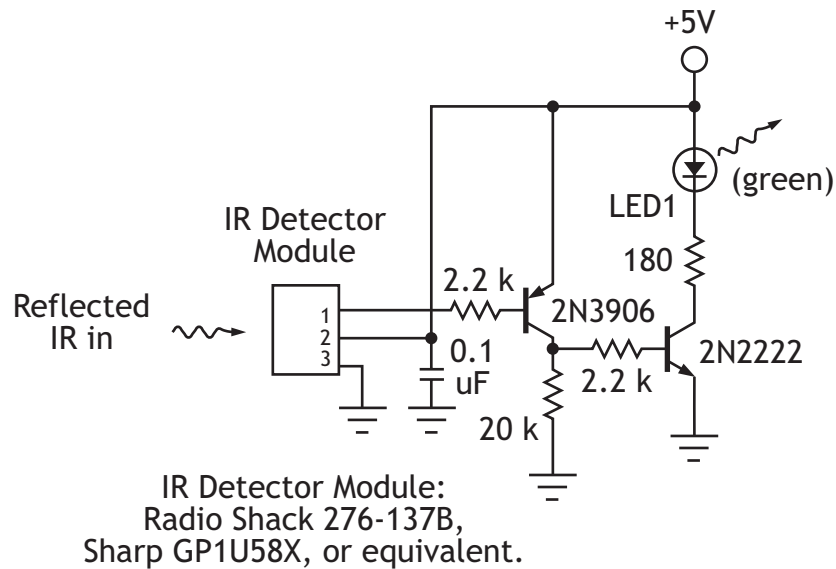 +5V
(green)
LED1
IR Detector
Module
180
2.2 k
Reflected
IR in
1
2
3
2N3906
0.1
uF
2.2 k
2N2222
20 k
IR Detector Module:
Radio Shack 276-137B,
Sharp GP1U58X, or equivalent.